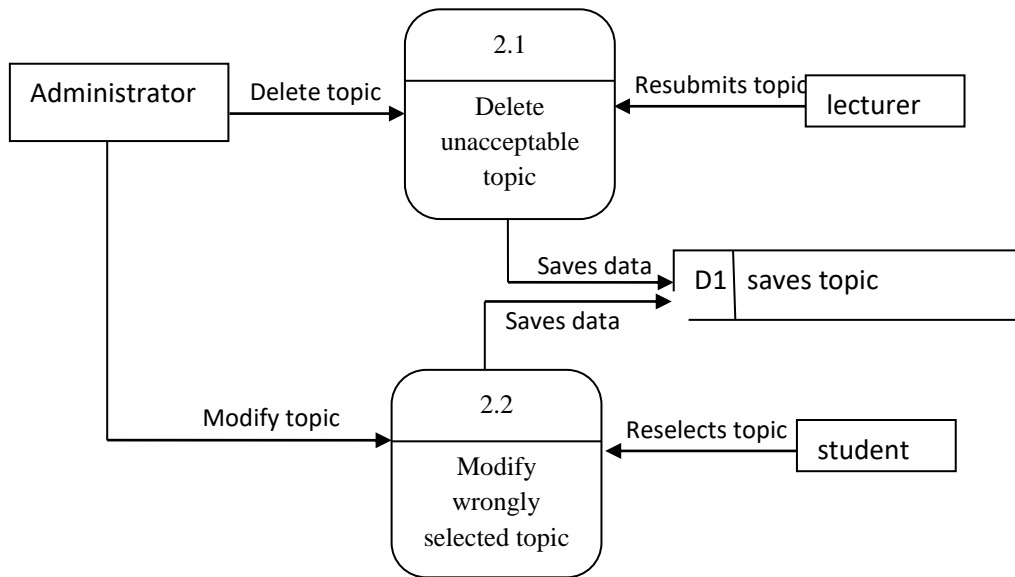 2.1
Administrator
Delete topic
Resubmits topic
lecturer
Delete
unacceptable
topic
Saves data
D1
saves topic
Saves data
2.2
Modify topic
Reselects topic
student
Modify
wrongly
selected topic